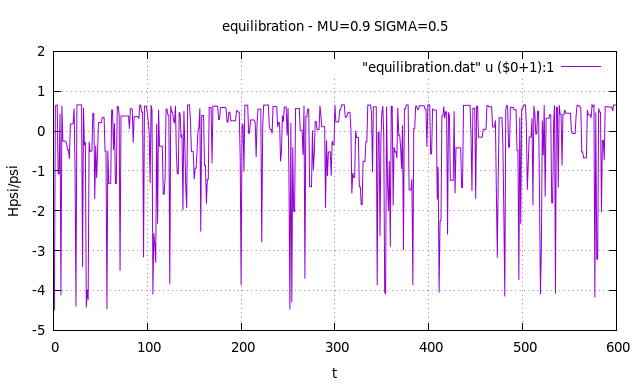 equilibration - MU=0.9 SIGMA=0.5
"equilibration.dat" u ($0+1):1
2
1
0
-1
-2
-3
-4
-5
Hpsi/psi
0 100 200 300 400 500 600
t